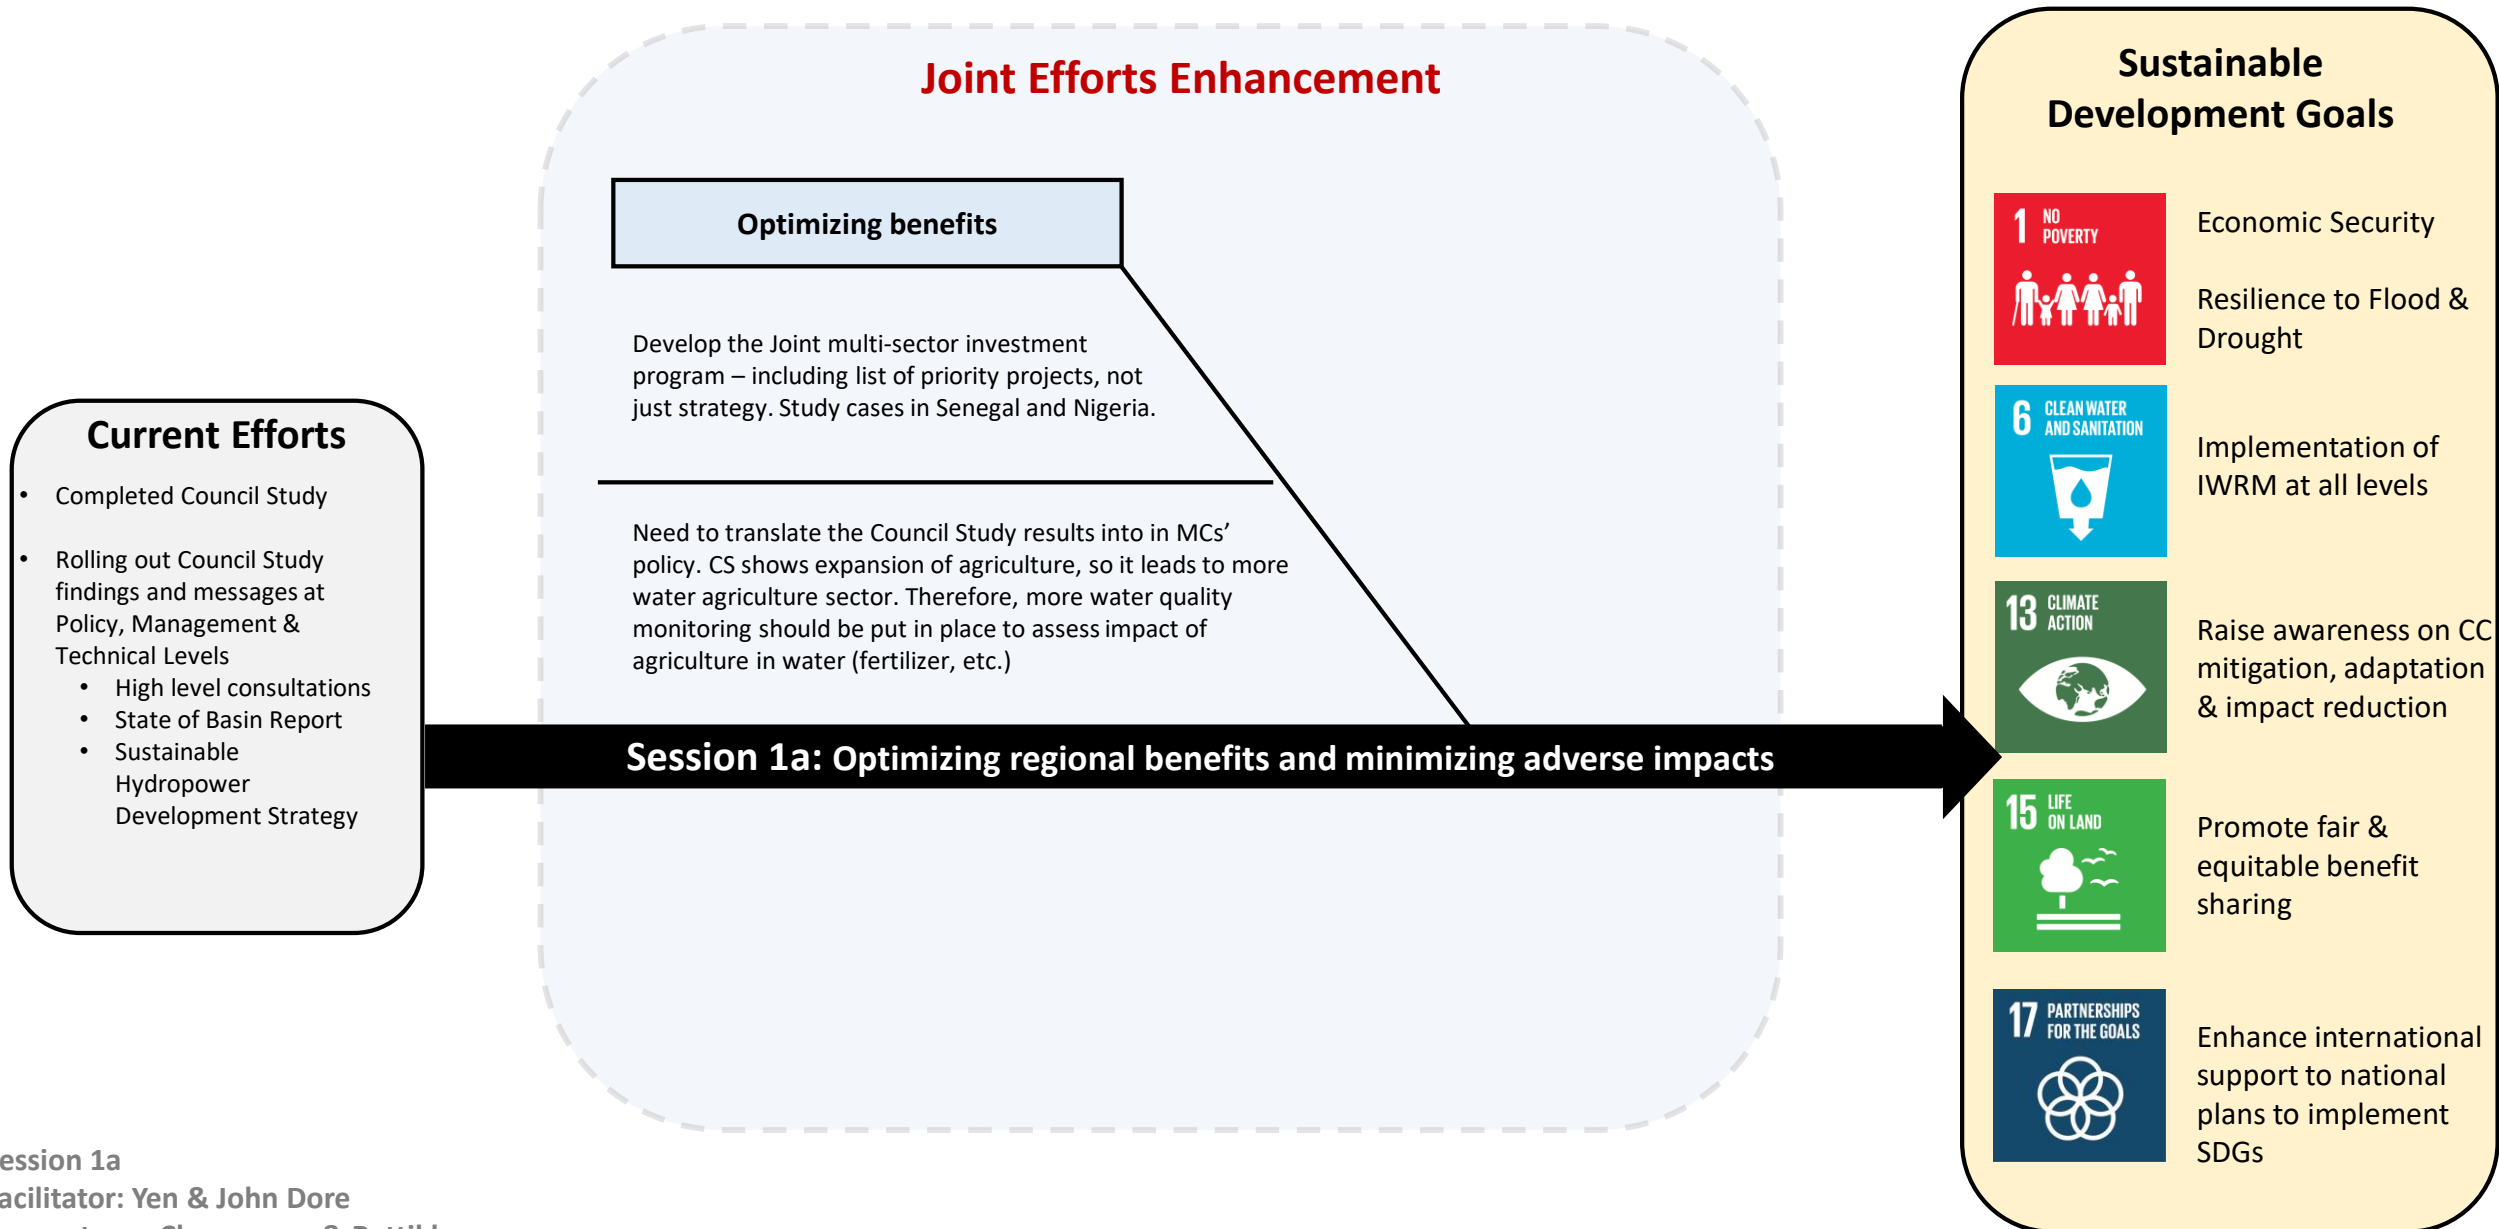 Joint Efforts Enhancement
Optimizing benefits
Develop the Joint multi-sector investment
program – including list of priority projects, not
just strategy. Study cases in Senegal and Nigeria.
Need to translate the Council Study results into in MCs’
policy. CS shows expansion of agriculture, so it leads to more
water agriculture sector. Therefore, more water quality
monitoring should be put in place to assess impact of
agriculture in water (fertilizer, etc.)
Current Efforts
• Completed Council Study
• Rolling out Council Study
findings and messages at
Policy, Management &
Technical Levels
• High level consultations
• State of Basin Report
• Sustainable
Hydropower
Development Strategy
Session 1a: Optimizing regional benefits and minimizing adverse impacts
Sustainable
Development Goals
1 NO
POVERTY
Economic Security
Resilience to Flood &
Drought
6 CLEAN WATER
AND SANITATION
Implementation of
IWRM at all levels
13 CLIMATE
ACTION
Raise awareness on CC
mitigation, adaptation
& impact reduction
15 LIFE
ON LAND
Promote fair &
equitable benefit
sharing
17 PARTNERSHIPS
FOR THE GOALS
Enhance international
support to national
plans to implement
SDGs
ession 1a
acilitator: Yen & John Dore